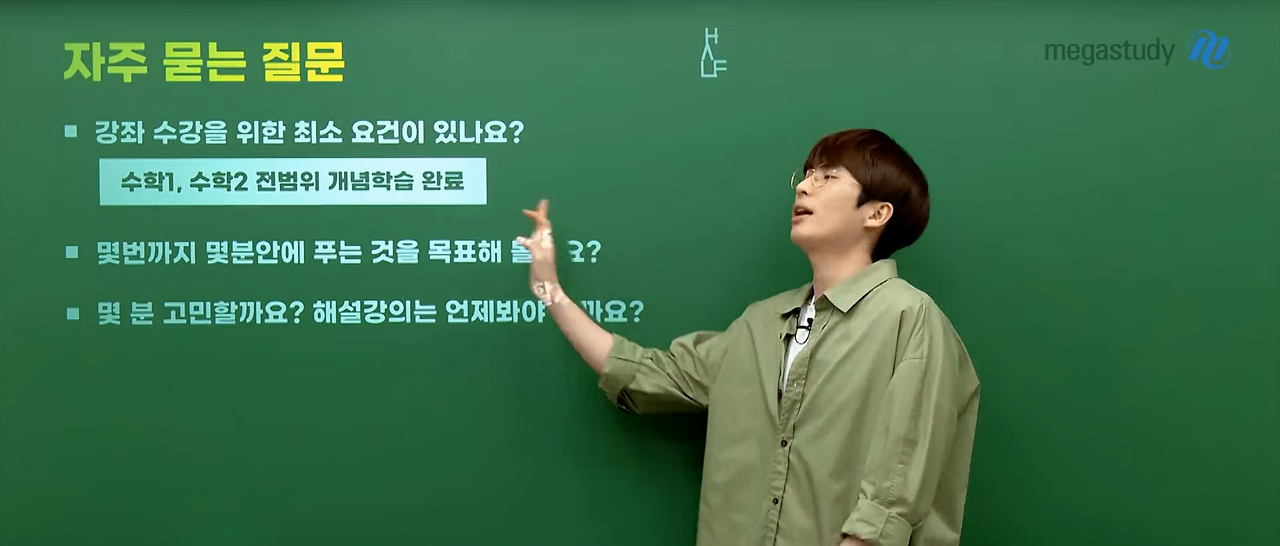 자주 묻는 질문
HALF
megastudy
강좌 수강을 위한 최소 요건이 있나요?
수학1, 수학2 전범위 개념학습 완료
몇번까지 몇분안에 푸는 것을 목표해
몇 분 고민할까요? 해설강의는 언제봐야